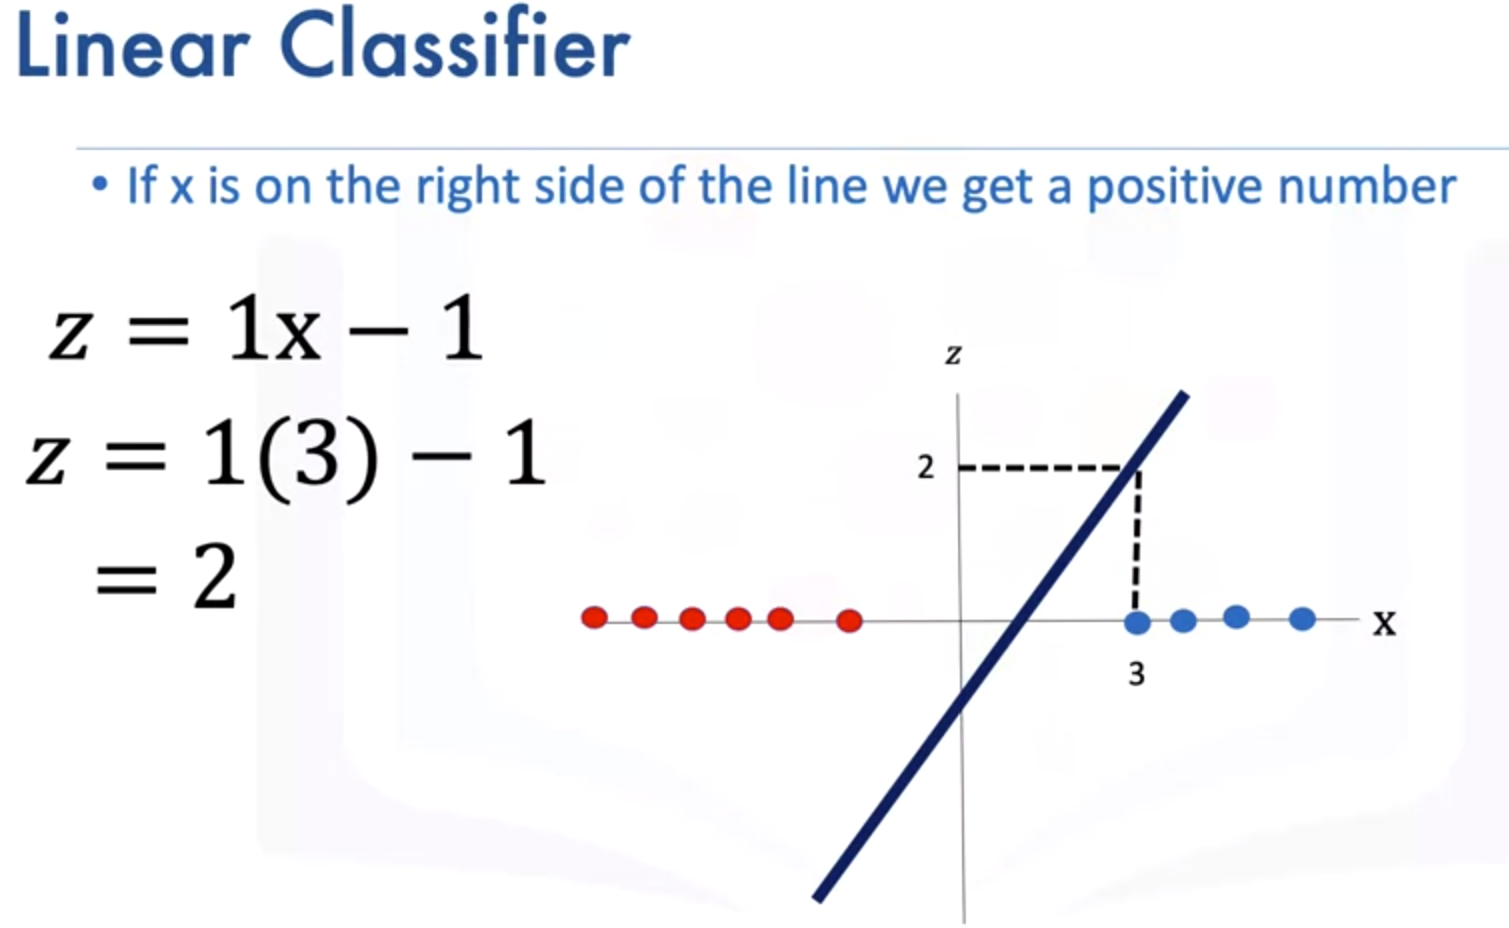 Linear Classifier
• If x is on the right side of the line we get a positive number
z = 1x − 1
z = 1(3) − 1
= 2
z
2
x
3